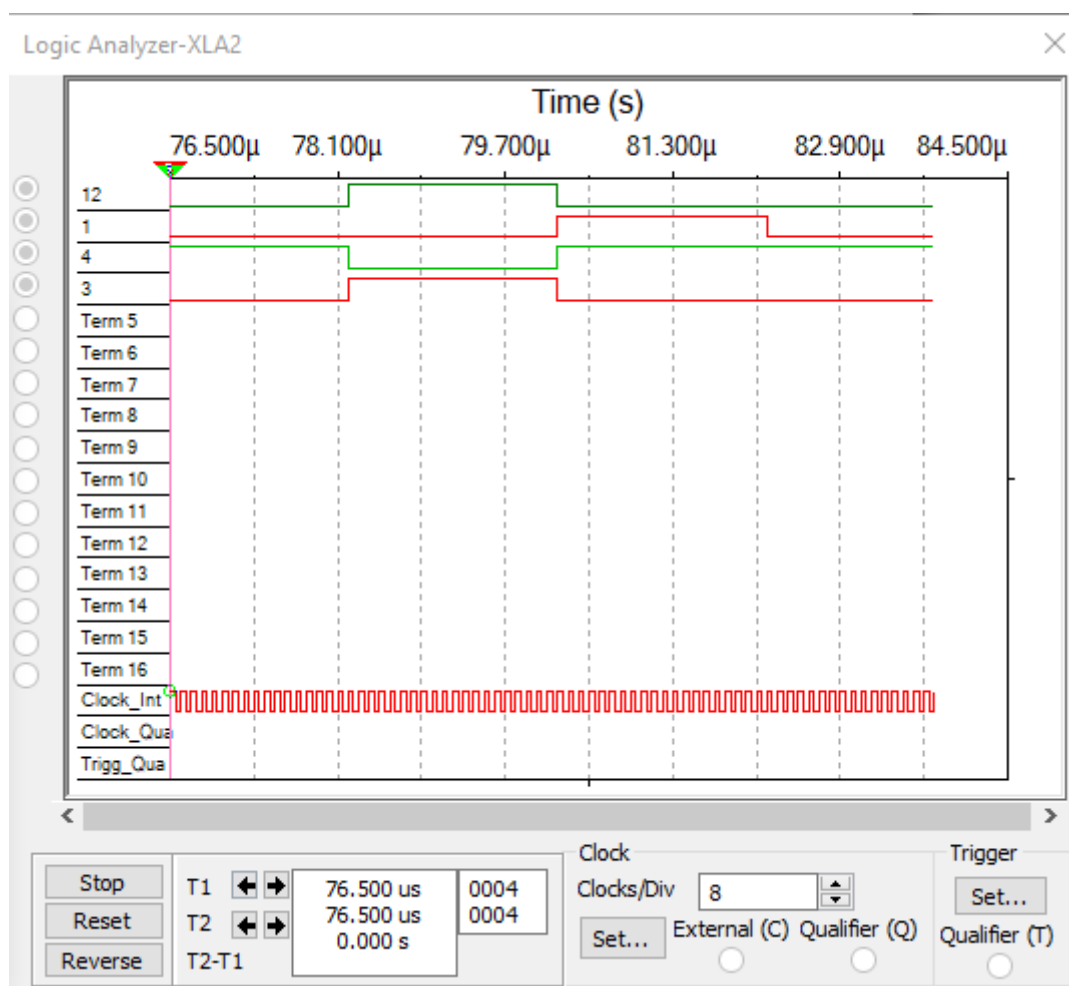 Logic Analyzer-XLA2
Time (s)
76.500µ 78.100µ 79.700µ 81.300µ 82.900µ 84.500µ
12
1
4
3
Term 5
Term 6
Term 7
Term 8
Term 9
Term 10
Term 11
Term 12
Term 13
Term 14
Term 15
Term 16
Clock_Int
Clock_Qua
Trigg_Qua
Clock
Trigger
Stop T1 76.500 us 0004 Clocks/Div 8 Set...
Reset T2 76.500 us 0004 Set... External (C) Qualifier (Q) Qualifier (T)
Reverse T2-T1 0.000 s